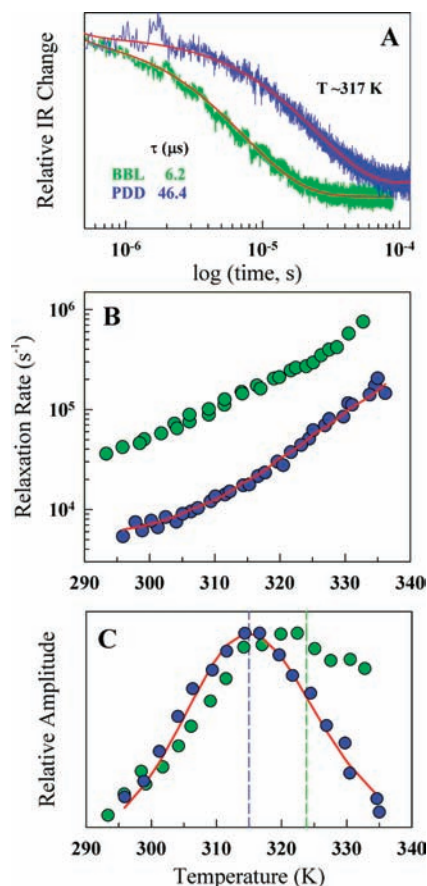 A
T ~317 K
τ (μs)
BBL 6.2
PDD 46.4
Relative IR Change
10⁻⁶ 10⁻⁵ 10⁻⁴
log (time, s)
B
10⁶
10⁵
10⁴
Relaxation Rate (s⁻¹)
290 300 310 320 330 340
C
Relative Amplitude
290 300 310 320 330 340
Temperature (K)